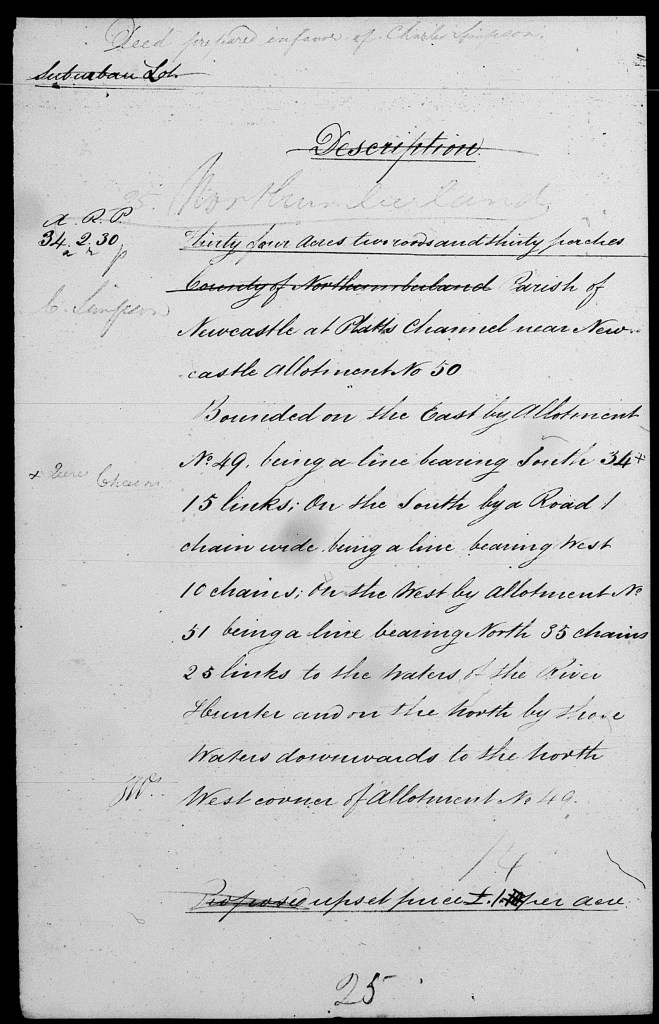 Deed prepared in favor of Charles Simpson.
Suburban Lot.
Description.
35. Northumberland.
A. R. P.
34. 2. 30
a r p
Thirty four acres two roods and thirty perches
County of Northumberland Parish of
C. Simpson
Newcastle at Platt's Channel near New-
castle Allotment No 50
Bounded on the East by Allotment
No. 49, being a line bearing South 34 +
+ Chains
15 links; On the South by a Road 1
chain wide being a line bearing West
10 chains; On the West by Allotment No
51 being a line bearing North 35 chains
25 links to the Waters of the River
Hunter and on the North by those
Waters downwards to the North
West corner of Allotment No 49.
14
Proposed upset price £. 1 per acre
25